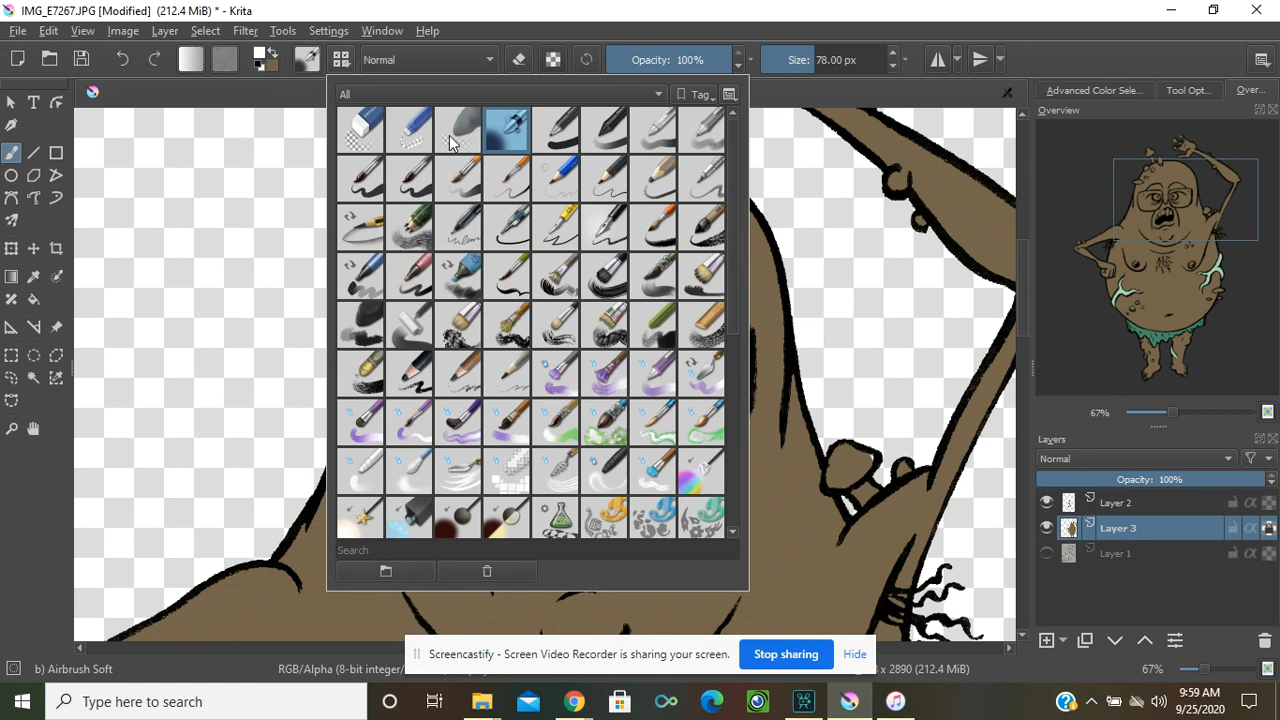 IMG_E7267.JPG [Modified] (212.4 MiB) * - Krita
File Edit View Image Layer Select Filter Tools Settings Window Help
Normal Opacity: 100% Size: 78.00 px
All Tag
Advanced Color Sele... Tool Opt... Over...
Overview
67%
Layers
Normal
Opacity: 100%
Layer 2
Layer 3
Layer 1
Search
Screencastify - Screen Video Recorder is sharing your screen. Stop sharing Hide
b) Airbrush Soft RGB/Alpha (8-bit integer/ x 2890 (212.4 MiB) 67%
Type here to search
9:59 AM
9/25/2020